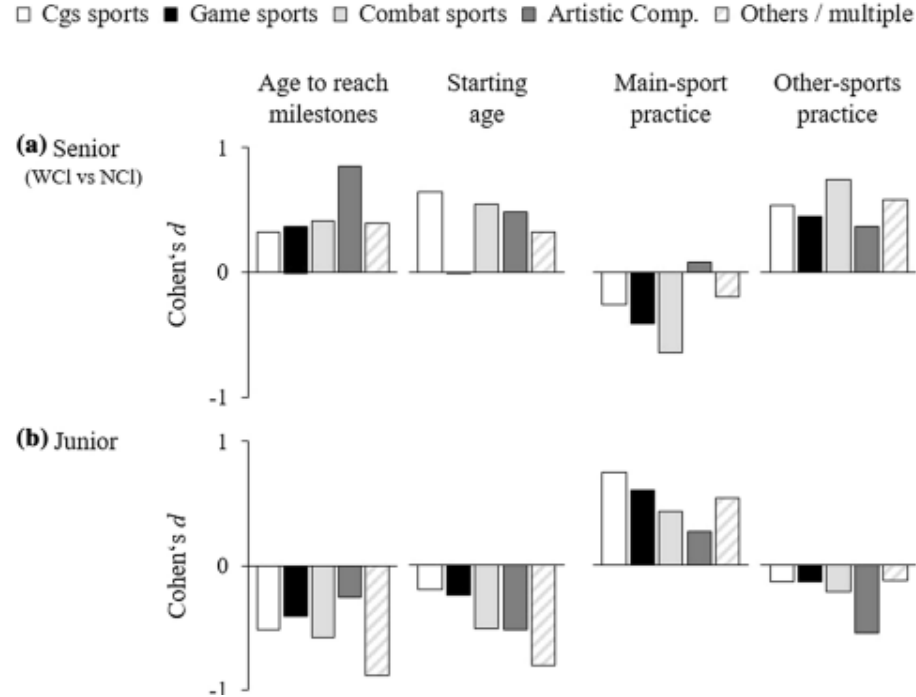 Cgs sports Game sports Combat sports Artistic Comp. Others / multiple
Age to reach milestones
Starting age
Main-sport practice
Other-sports practice
(a) Senior
(WCl vs NCl)
1
0
-1
Cohen‘s d
(b) Junior
1
0
-1
Cohen‘s d